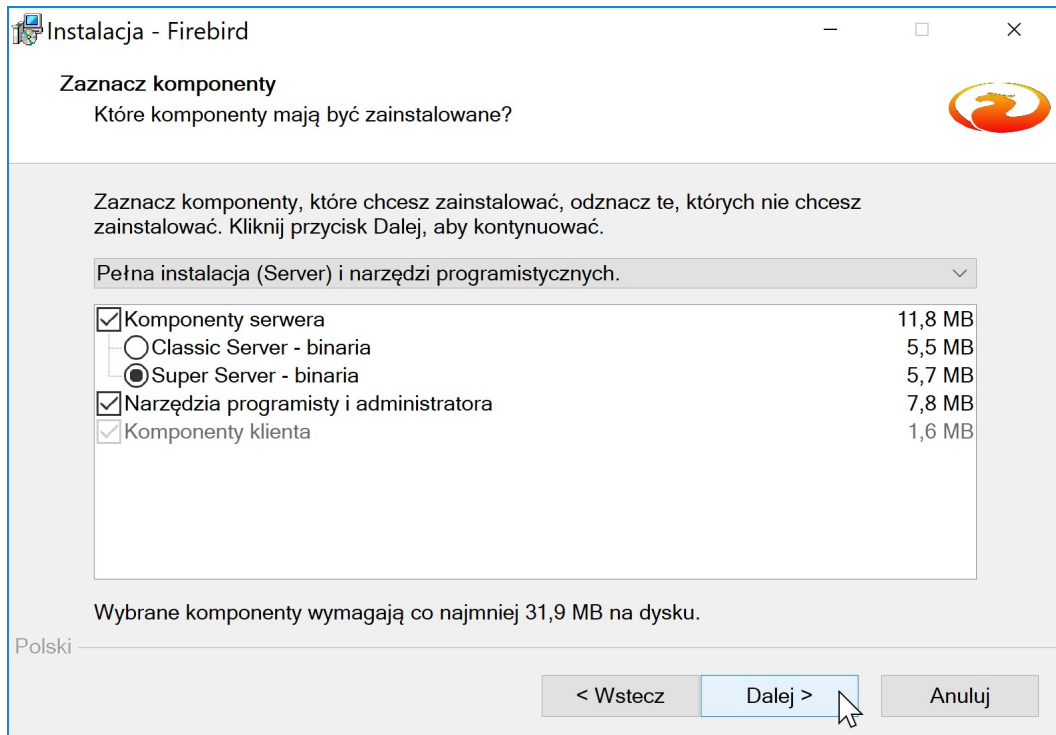 Instalacja - Firebird
Zaznacz komponenty
Które komponenty mają być zainstalowane?
Zaznacz komponenty, które chcesz zainstalować, odznacz te, których nie chcesz
zainstalować. Kliknij przycisk Dalej, aby kontynuować.
Pełna instalacja (Server) i narzędzi programistycznych.
Komponenty serwera 11,8 MB
Classic Server - binaria 5,5 MB
Super Server - binaria 5,7 MB
Narzędzia programisty i administratora 7,8 MB
Komponenty klienta 1,6 MB
Wybrane komponenty wymagają co najmniej 31,9 MB na dysku.
Polski
< Wstecz Dalej > Anuluj